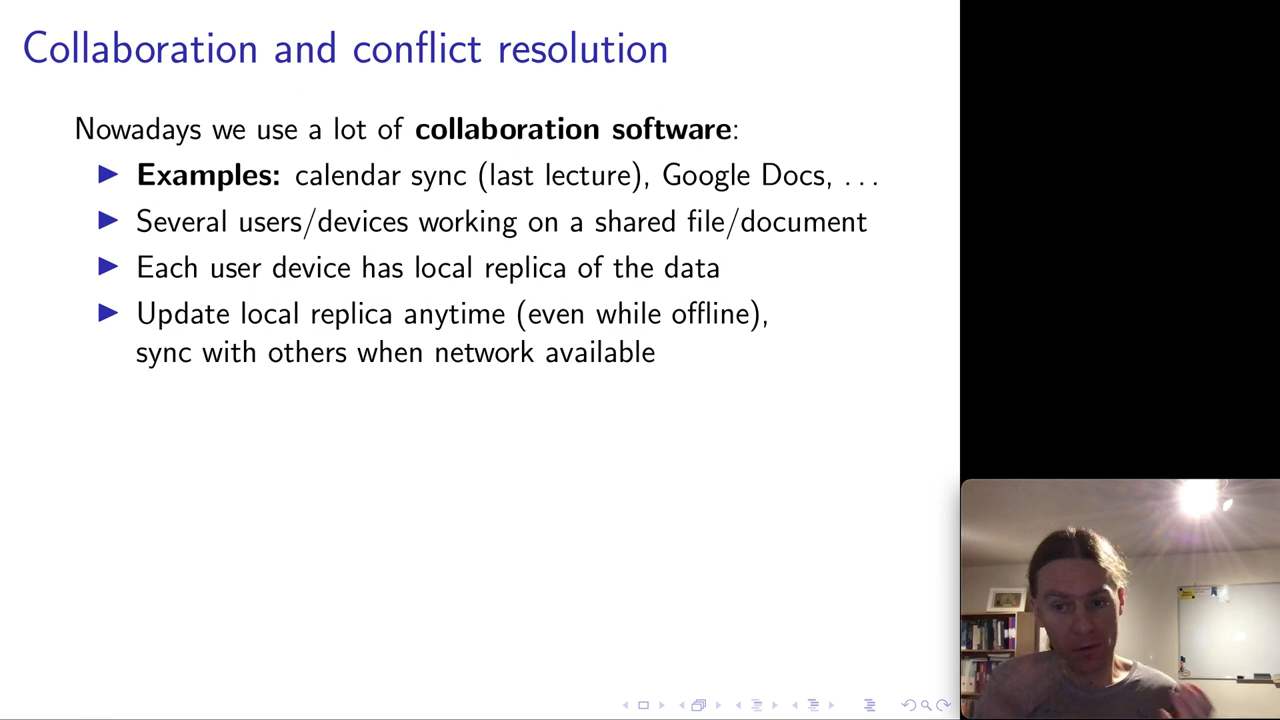 Collaboration and conflict resolution
Nowadays we use a lot of collaboration software:
▶ Examples: calendar sync (last lecture), Google Docs, ...
▶ Several users/devices working on a shared file/document
▶ Each user device has local replica of the data
▶ Update local replica anytime (even while offline),
sync with others when network available